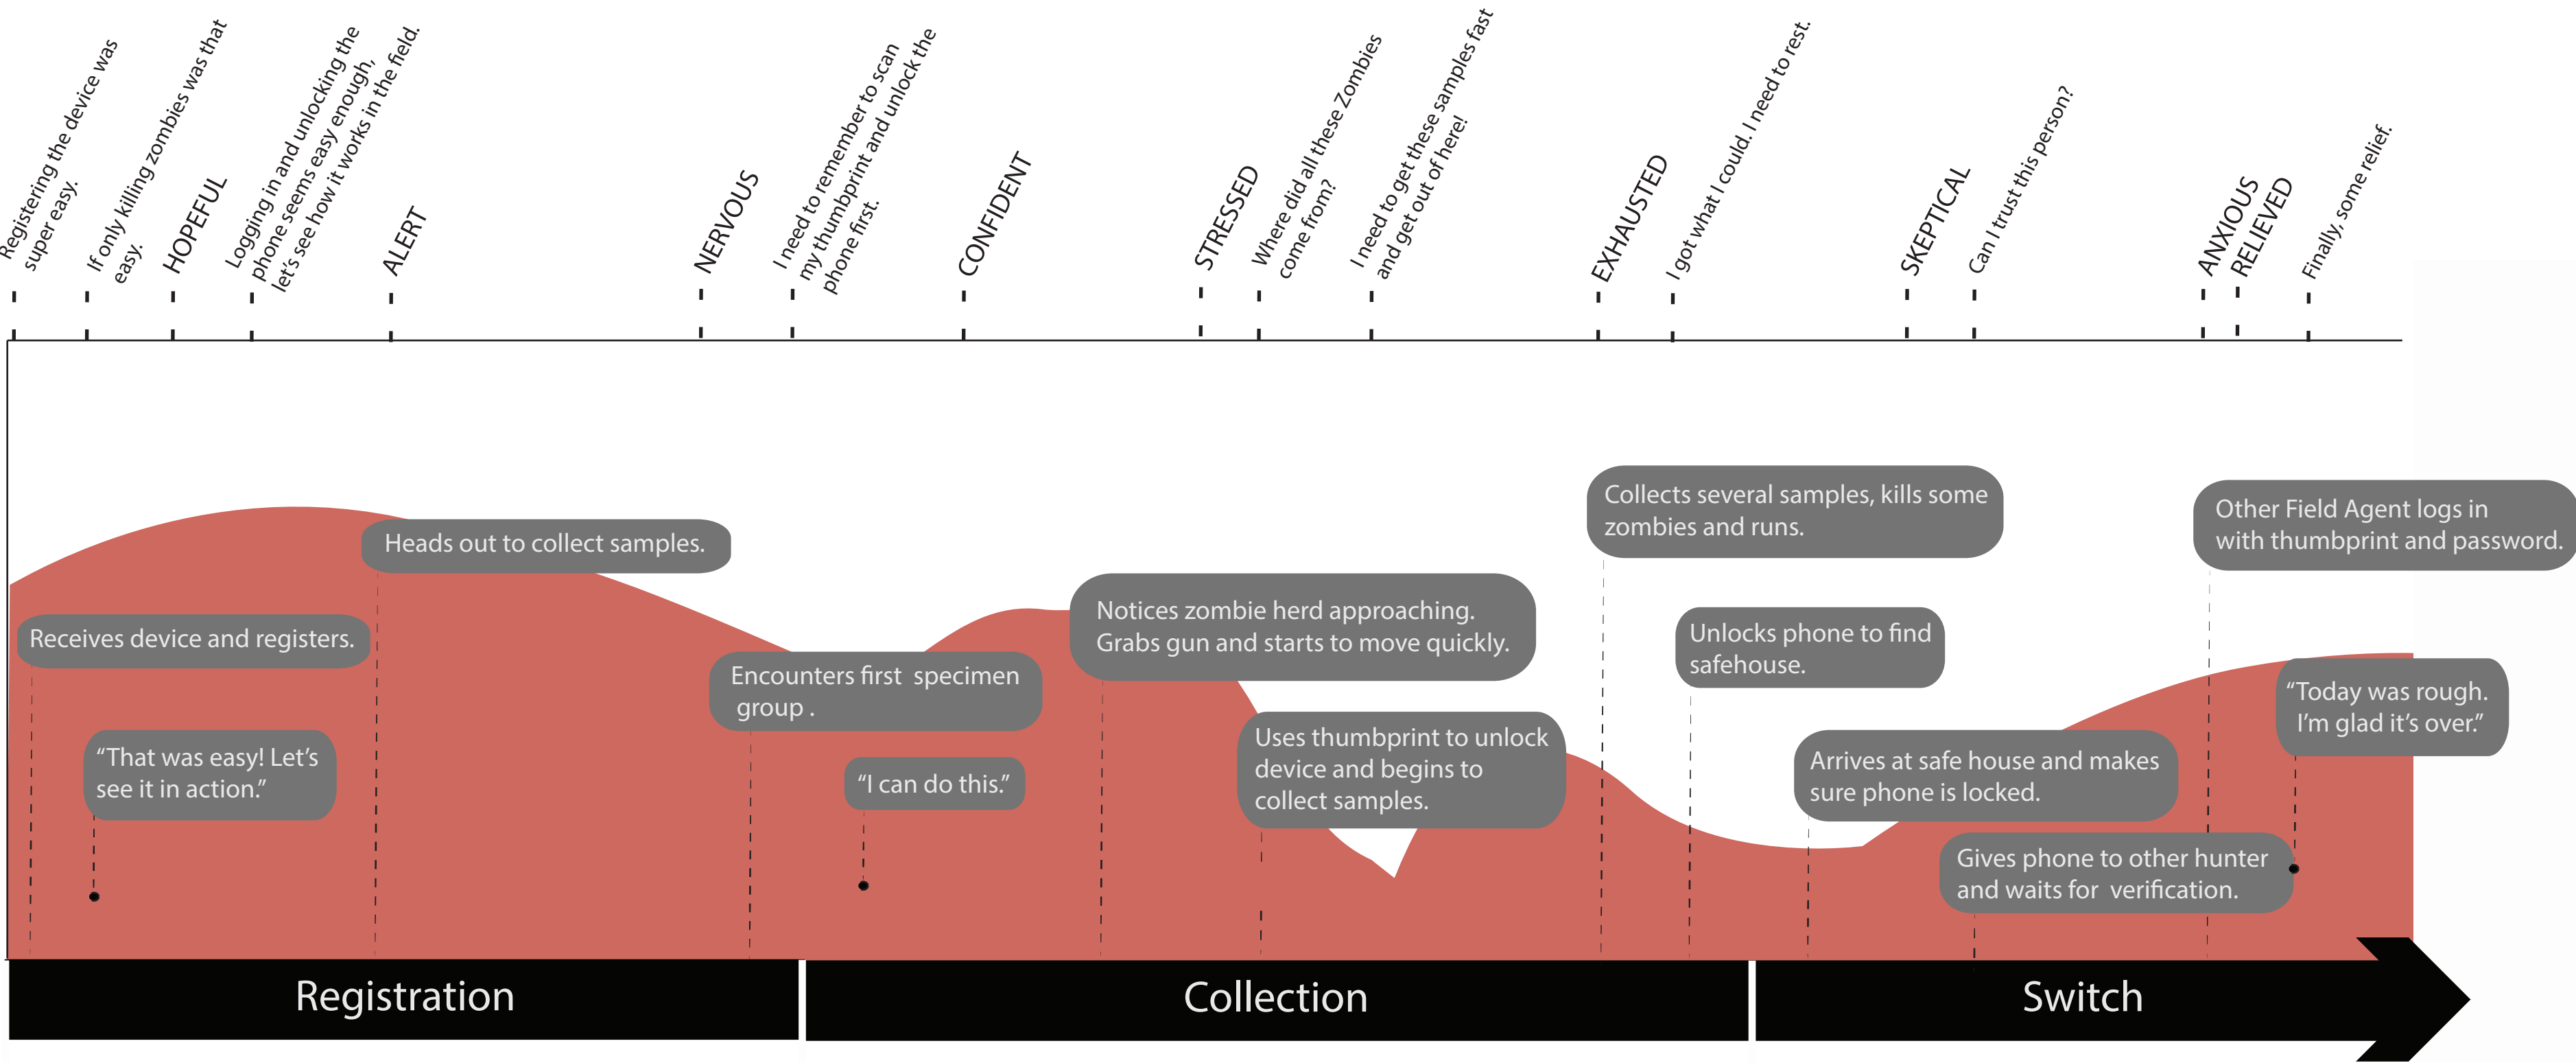 Registering the device was
super easy.
If only killing zombies was that
easy.
HOPEFUL
Logging in and unlocking the
phone seems easy enough,
let's see how it works in the field.
ALERT
NERVOUS
I need to remember to scan
my thumbprint and unlock the
phone first.
CONFIDENT
STRESSED
Where did all these Zombies
come from?
I need to get these samples fast
and get out of here!
EXHAUSTED
I got what I could. I need to rest.
SKEPTICAL
Can I trust this person?
ANXIOUS
RELIEVED
Finally, some relief.
Receives device and registers.
“That was easy! Let’s
see it in action.”
Heads out to collect samples.
Encounters first specimen
group .
“I can do this.”
Notices zombie herd approaching.
Grabs gun and starts to move quickly.
Uses thumbprint to unlock
device and begins to
collect samples.
Collects several samples, kills some
zombies and runs.
Unlocks phone to find
safehouse.
Arrives at safe house and makes
sure phone is locked.
Gives phone to other hunter
and waits for verification.
Other Field Agent logs in
with thumbprint and password.
“Today was rough.
I’m glad it’s over.”
Registration
Collection
Switch